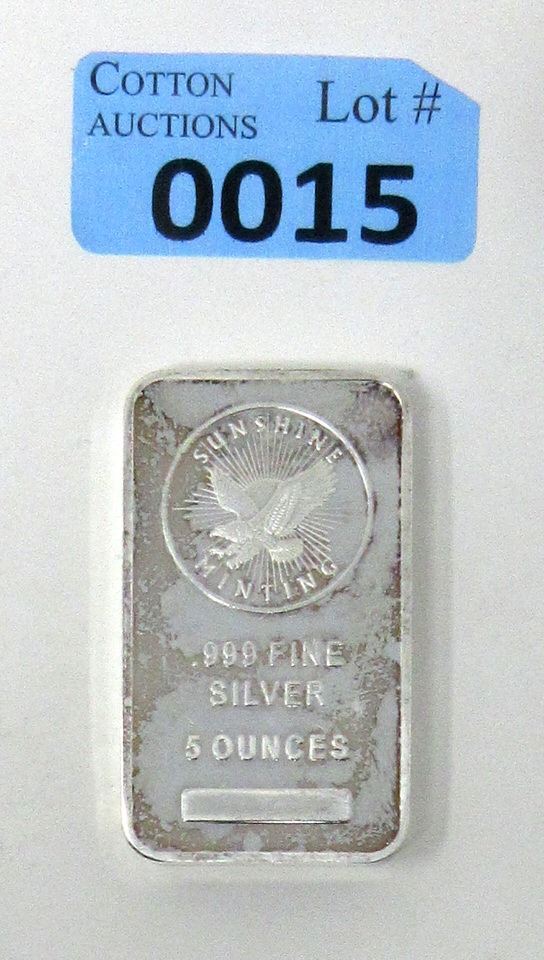 COTTON Lot #
AUCTIONS
0015
SUNSHINE
MINTING
.999 FINE
SILVER
5 OUNCES